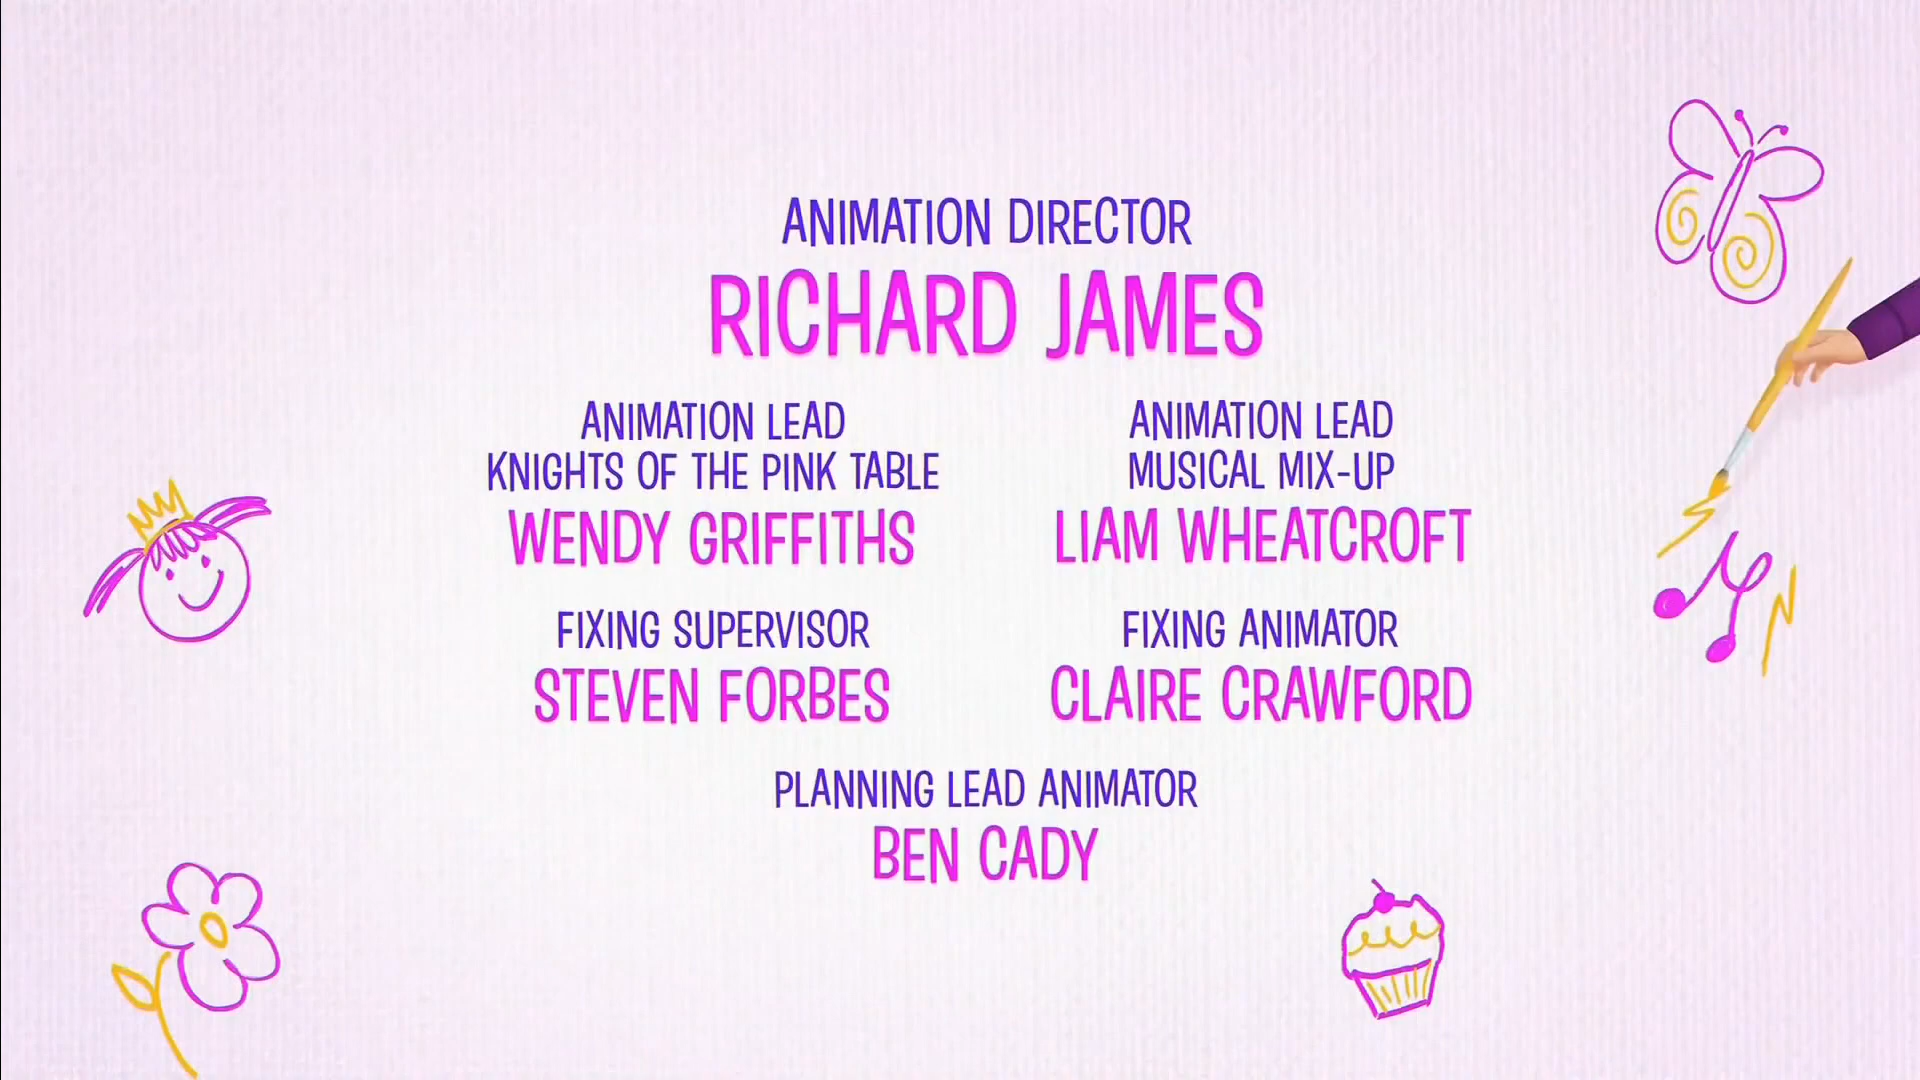 ANIMATION DIRECTOR
RICHARD JAMES
ANIMATION LEAD
KNIGHTS OF THE PINK TABLE
WENDY GRIFFITHS
ANIMATION LEAD
MUSICAL MIX-UP
LIAM WHEATCROFT
FIXING SUPERVISOR
STEVEN FORBES
FIXING ANIMATOR
CLAIRE CRAWFORD
PLANNING LEAD ANIMATOR
BEN CADY